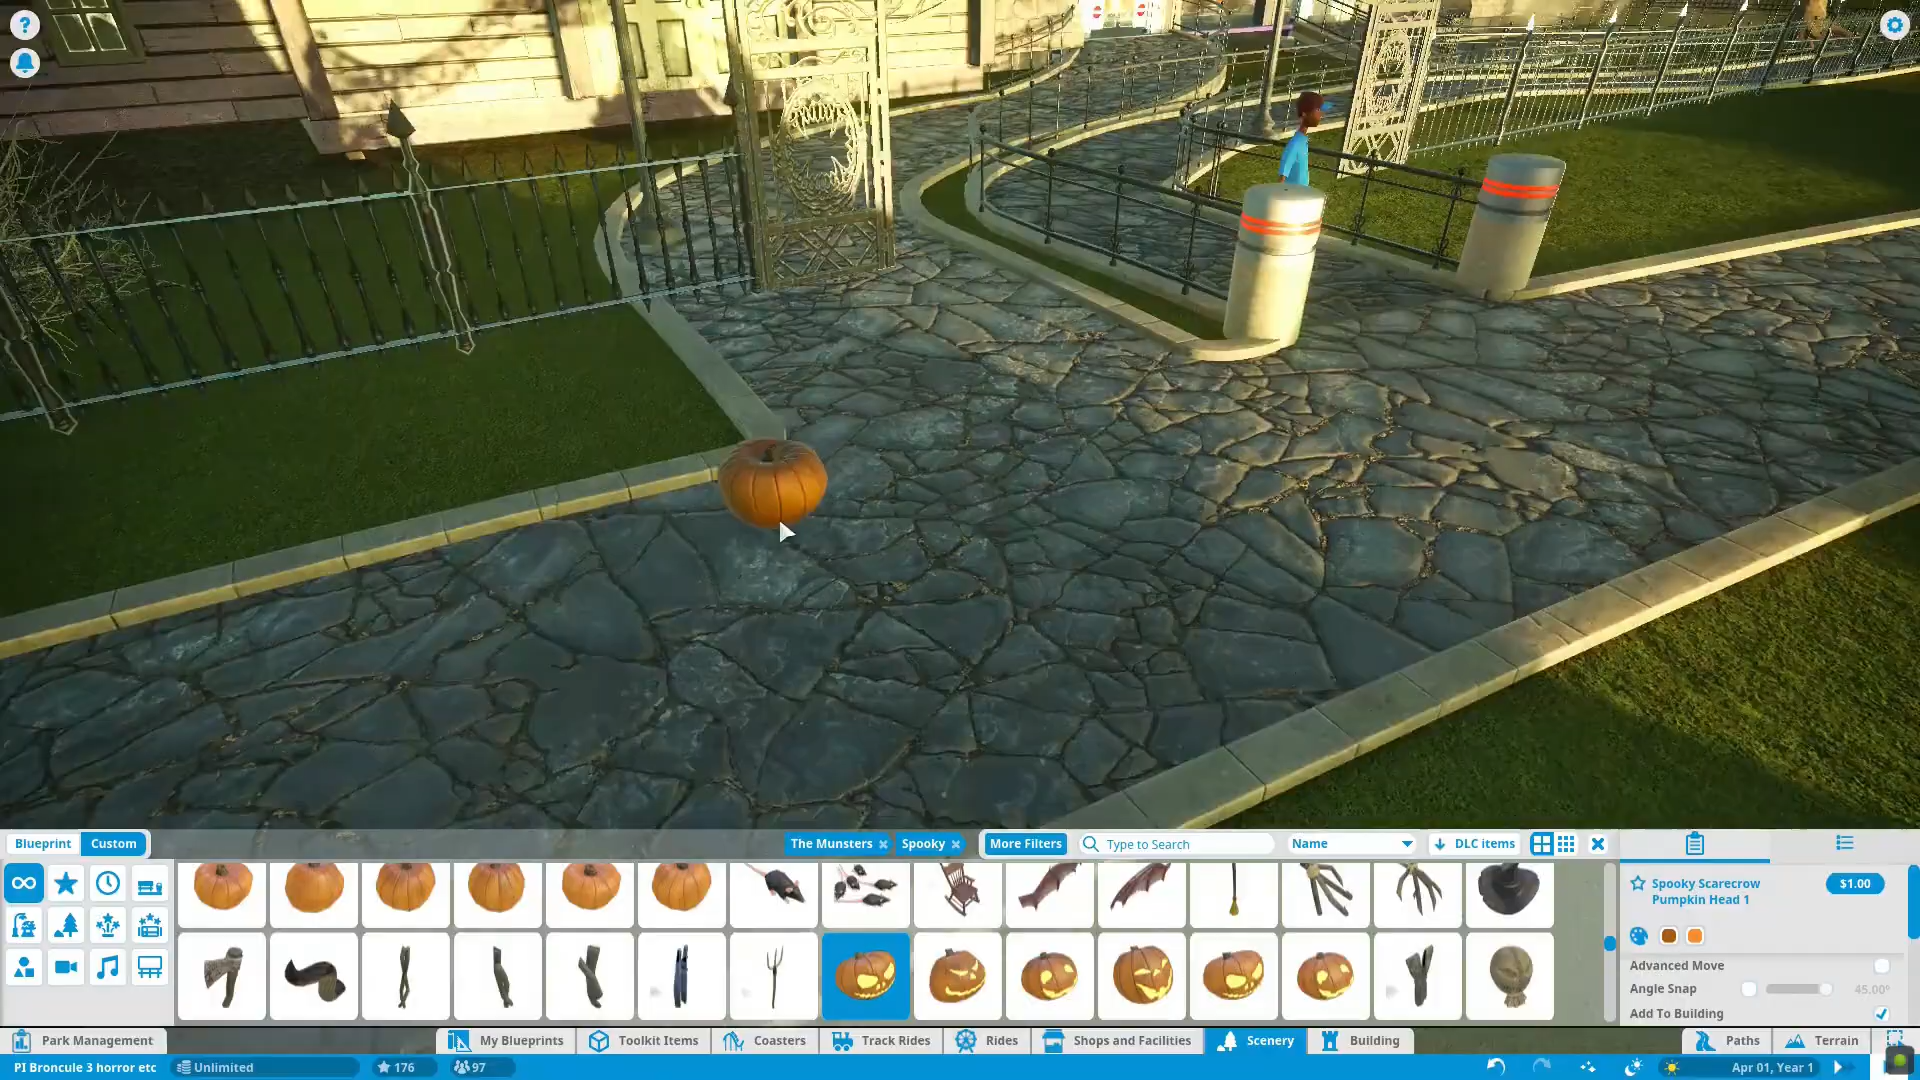 ?
Blueprint
Custom
The Munsters
Spooky
More Filters
Type to Search
Name
DLC items
Spooky Scarecrow
Pumpkin Head 1
$1.00
Advanced Move
Angle Snap
45.00°
Add To Building
Park Management
My Blueprints
Toolkit Items
Coasters
Track Rides
Rides
Shops and Facilities
Scenery
Building
Paths
Terrain
PI Broncule 3 horror etc
Unlimited
176
97
Apr 01, Year 1